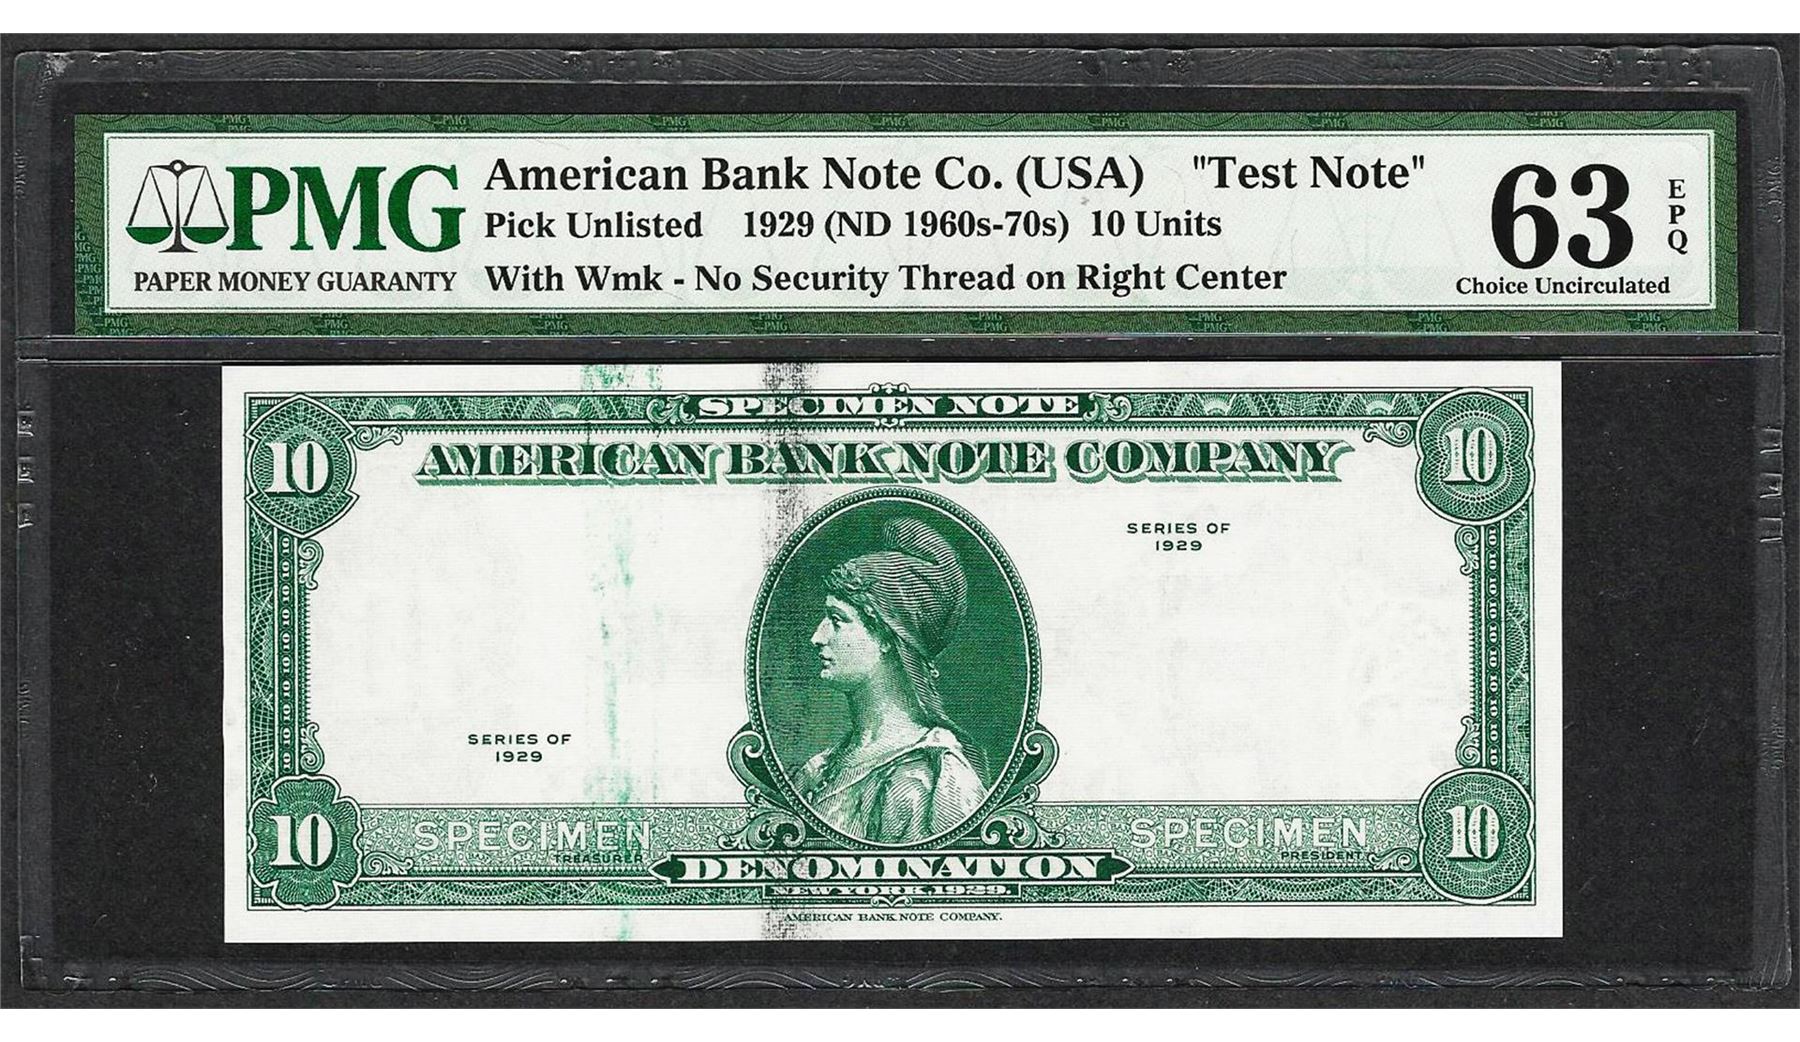 PMG
PAPER MONEY GUARANTY
American Bank Note Co. (USA) "Test Note"
Pick Unlisted 1929 (ND 1960s-70s) 10 Units
With Wmk - No Security Thread on Right Center
63
EPQ
Choice Uncirculated
SPECIMEN NOTE
10
AMERICAN BANK NOTE COMPANY
10
SERIES OF
1929
SERIES OF
1929
10
SPECIMEN
TREASURER
SPECIMEN
PRESIDENT
10
DENOMINATION
NEW YORK, 1929.
AMERICAN BANK NOTE COMPANY.